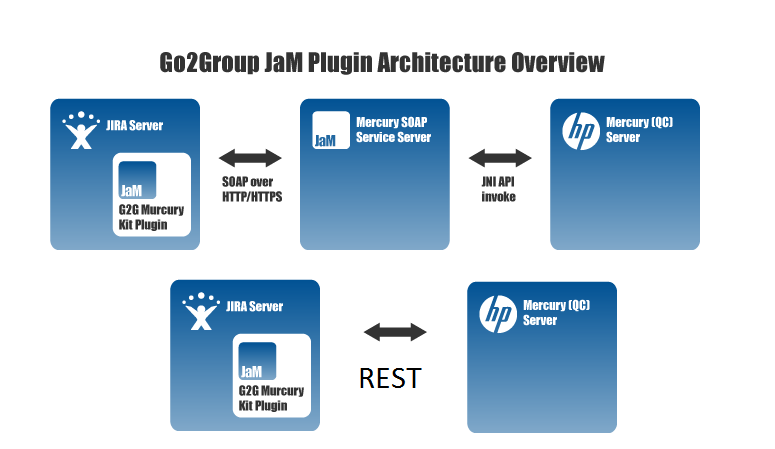 Go2Group JaM Plugin Architecture Overview
JIRA Server
JaM
G2G Murcury
Kit Plugin
SOAP over
HTTP/HTTPS
JaM
Mercury SOAP
Service Server
JNI API
invoke
hp
Mercury (QC)
Server
JIRA Server
JaM
G2G Murcury
Kit Plugin
REST
hp
Mercury (QC)
Server